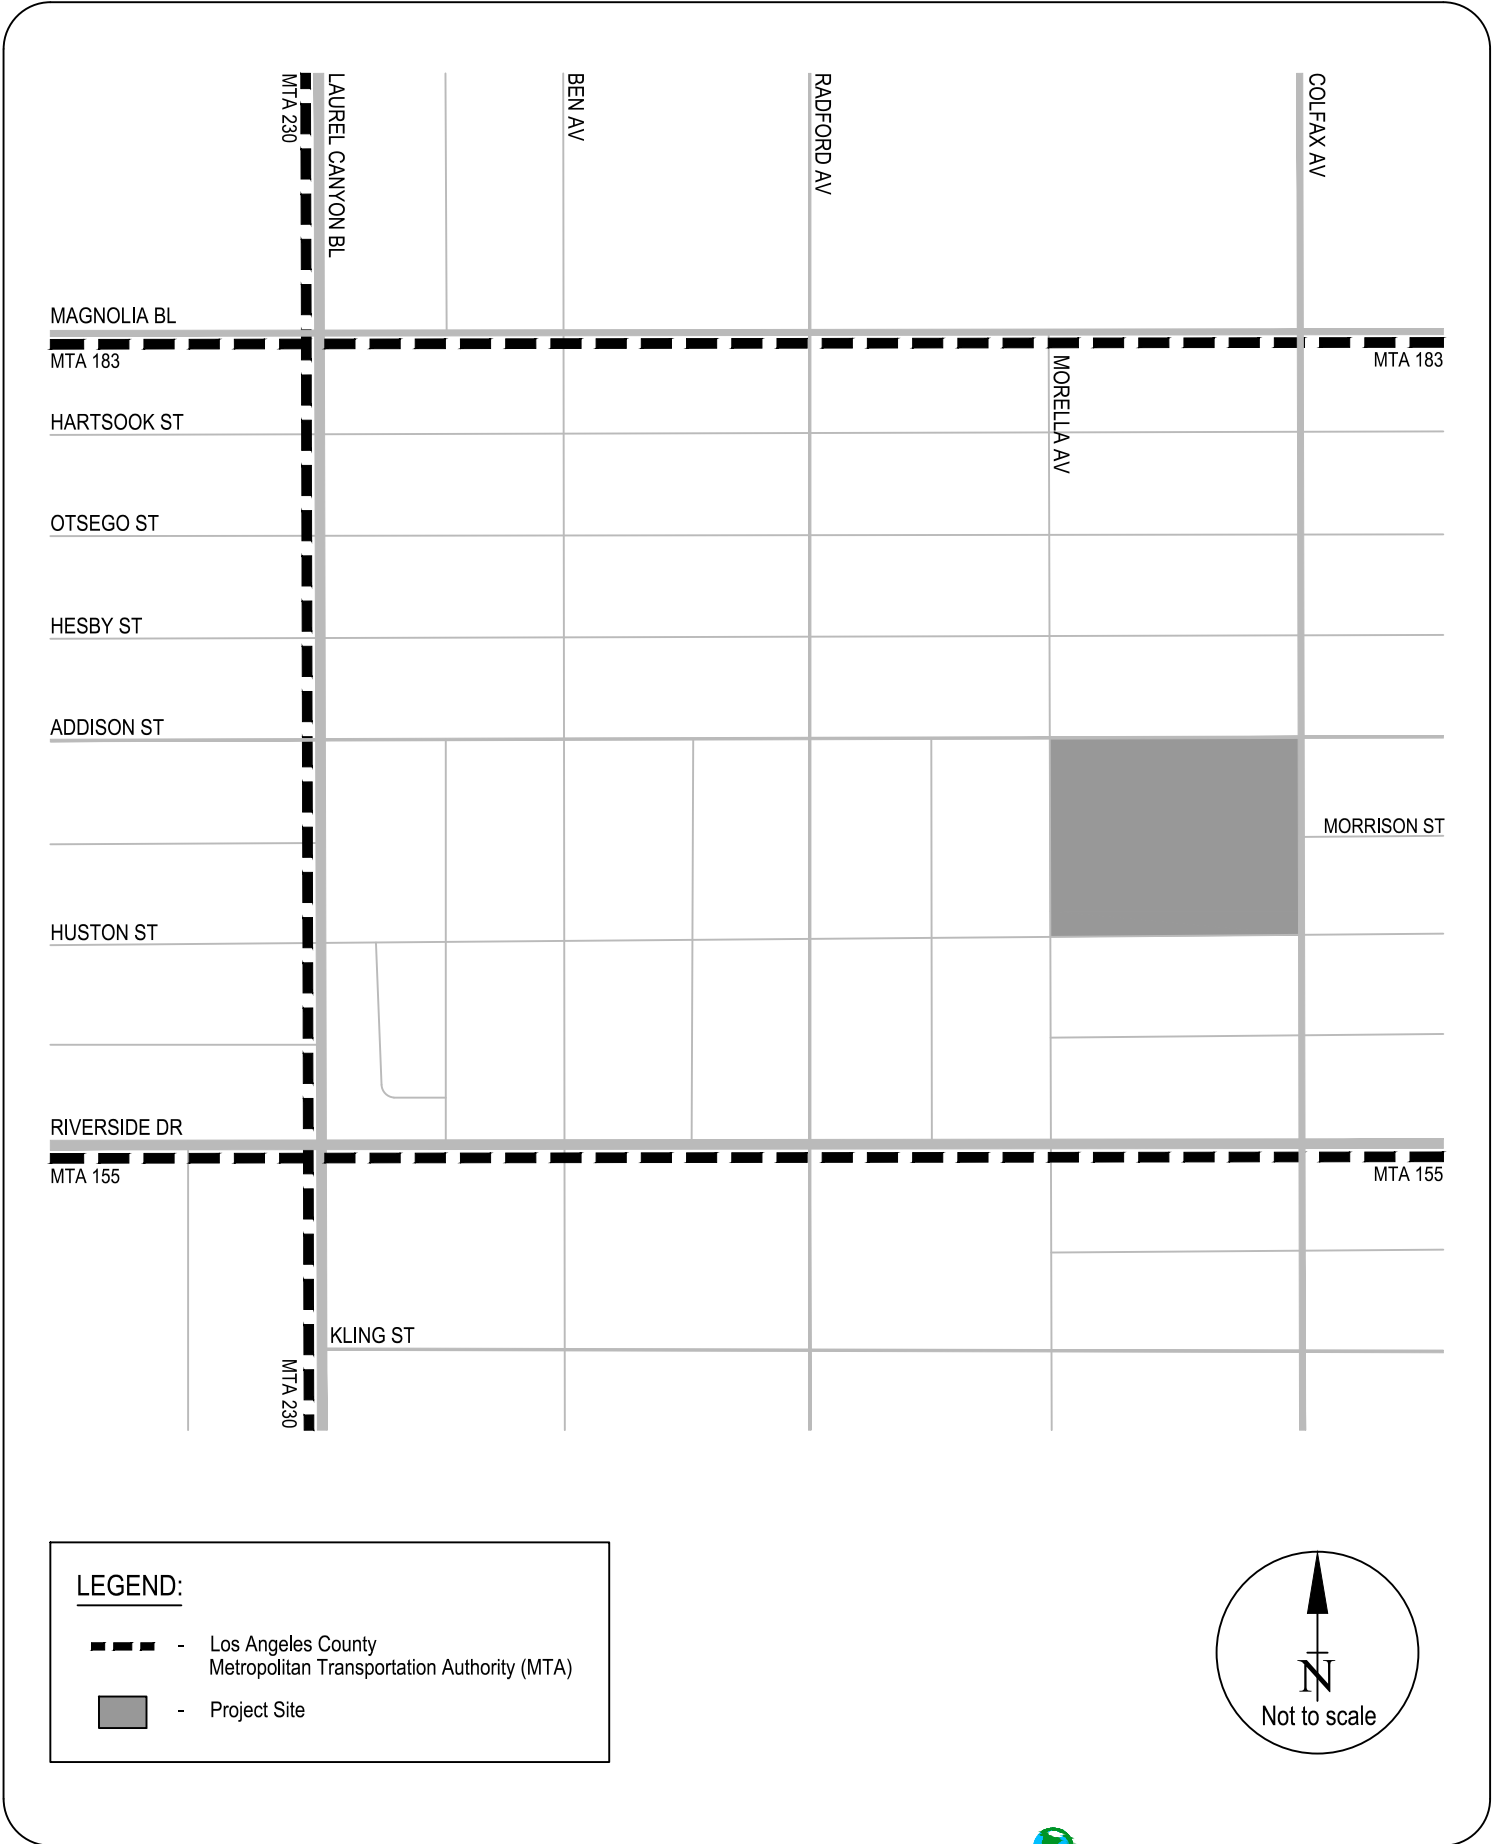 MTA 230
LAUREL CANYON BL
BEN AV
RADFORD AV
COLFAX AV
MAGNOLIA BL
MTA 183
MTA 183
MORELLA AV
HARTSOOK ST
OTSEGO ST
HESBY ST
ADDISON ST
MORRISON ST
HUSTON ST
RIVERSIDE DR
MTA 155
MTA 155
KLING ST
MTA 230
LEGEND:
- Los Angeles County
Metropolitan Transportation Authority (MTA)
- Project Site
N
Not to scale